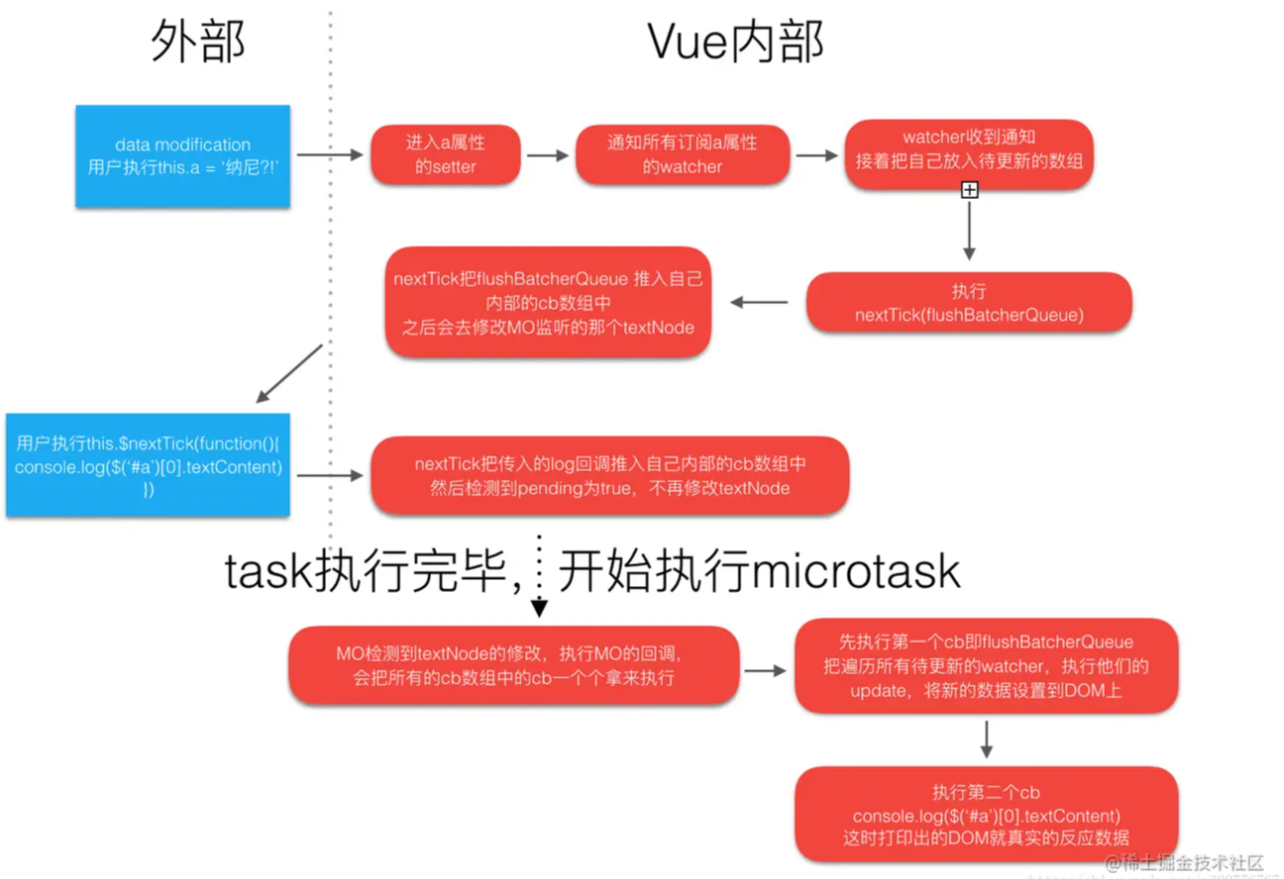 外部
Vue内部
data modification
用户执行this.a = ‘纳尼?!’
进入a属性
的setter
通知所有订阅a属性
的watcher
watcher收到通知
接着把自己放入待更新的数组
执行
nextTick(flushBatcherQueue)
nextTick把flushBatcherQueue 推入自己
内部的cb数组中
之后会去修改MO监听的那个textNode
用户执行this.$nextTick(function(){
console.log($(‘#a’)[0].textContent)
})
nextTick把传入的log回调推入自己内部的cb数组中
然后检测到pending为true，不再修改textNode
task执行完毕，开始执行microtask
MO检测到textNode的修改，执行MO的回调，
会把所有的cb数组中的cb一个个拿来执行
先执行第一个cb即flushBatcherQueue
把遍历所有待更新的watcher，执行他们的
update，将新的数据设置到DOM上
执行第二个cb
console.log($(‘#a’)[0].textContent)
这时打印出的DOM就真实的反应数据
@稀土掘金技术社区